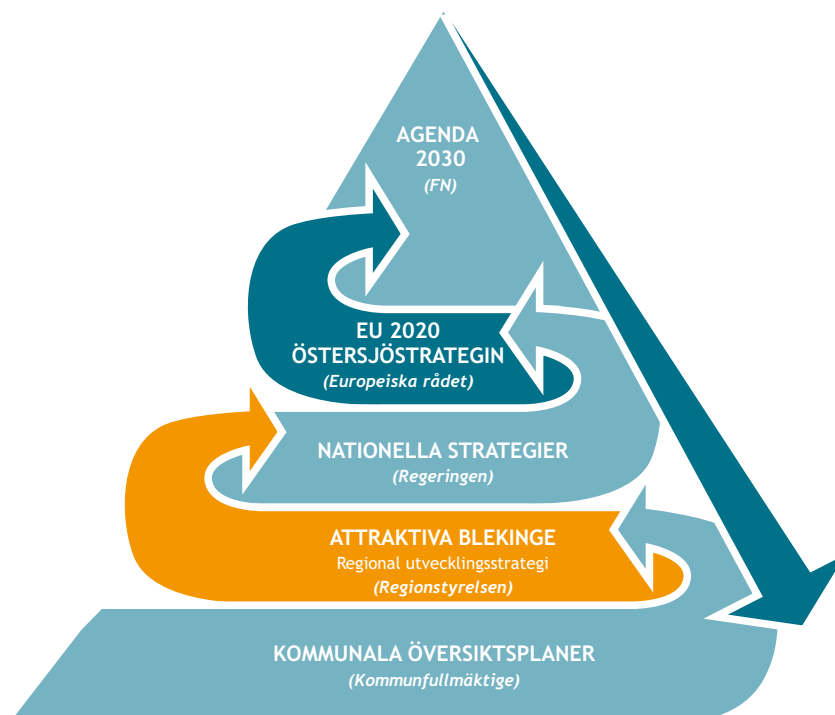 AGENDA
2030
(FN)
EU 2020
ÖSTERSJÖSTRATEGIN
(Europeiska rådet)
NATIONELLA STRATEGIER
(Regeringen)
ATTRAKTIVA BLEKINGE
Regional utvecklingsstrategi
(Regionstyrelsen)
KOMMUNALA ÖVERSIKTSPLANER
(Kommunfullmäktige)